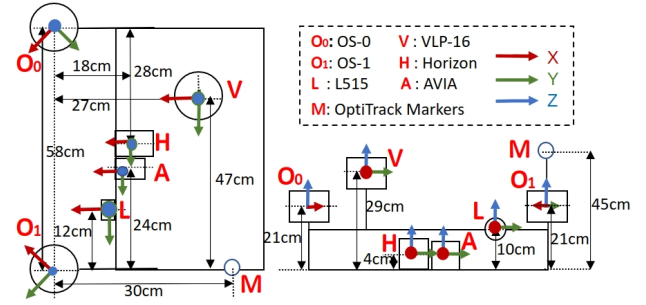 O₀: OS-0 V : VLP-16
O₁: OS-1 H : Horizon
L : L515 A : AVIA
M: OptiTrack Markers
X
Y
Z
O₀
18cm
28cm
27cm
V
H
58cm
A
47cm
L
O₁
12cm
24cm
30cm
M
O₀
V
M
O₁
L
29cm
45cm
21cm
H
A
4cm
10cm
21cm